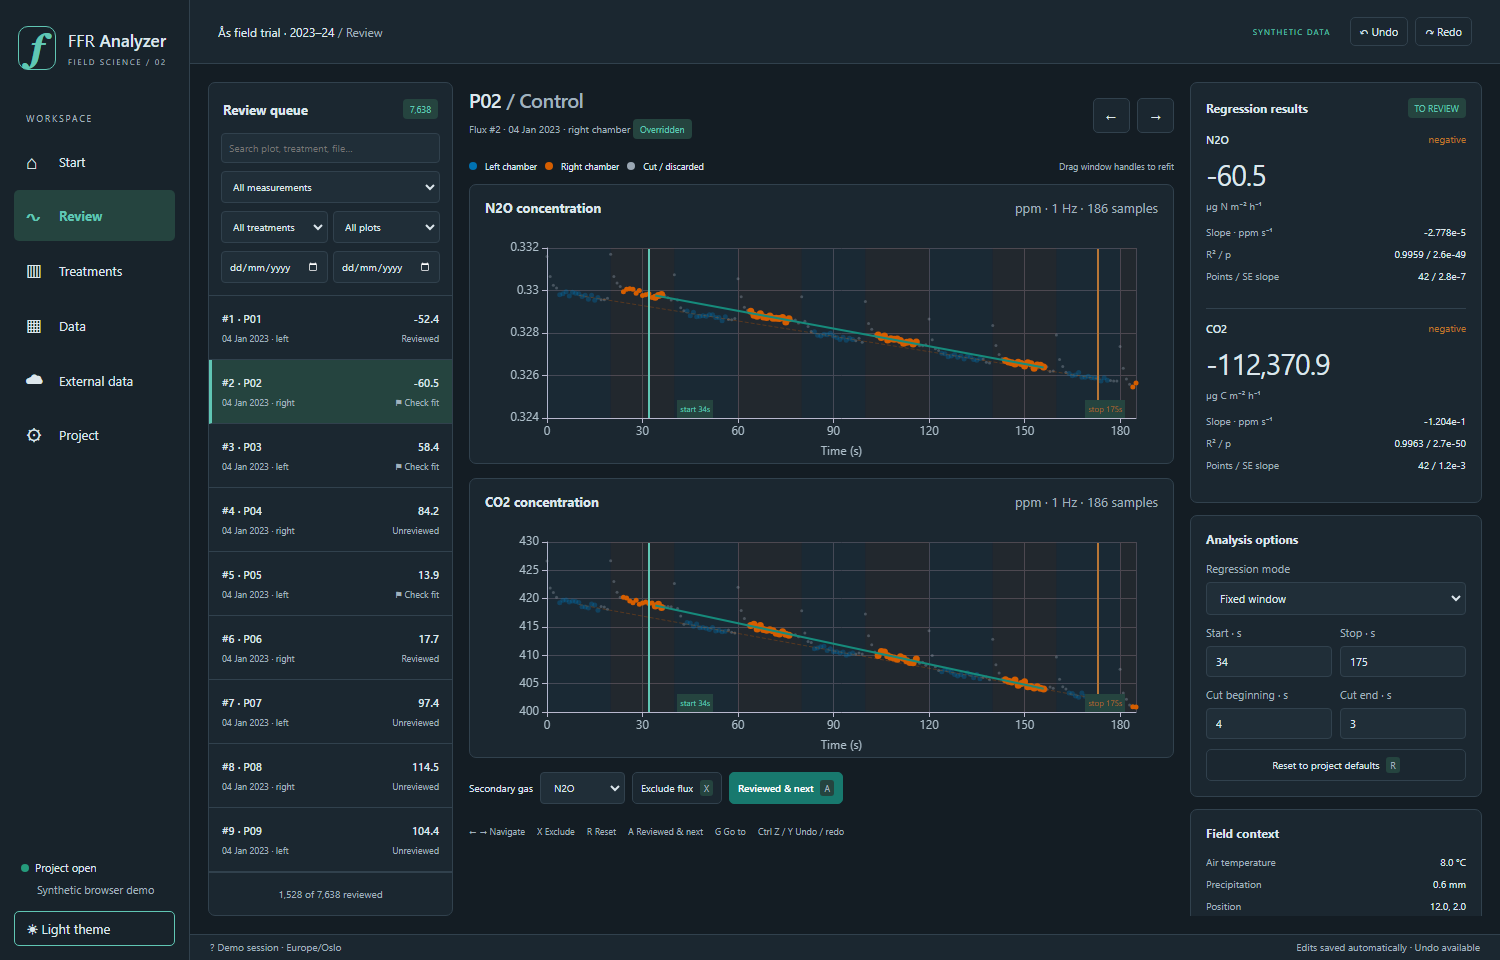 FFR Analyzer
FIELD SCIENCE / 02
WORKSPACE
Start
Review
Treatments
Data
External data
Project
Project open
Synthetic browser demo
☀ Light theme
Ås field trial · 2023–24 / Review
SYNTHETIC DATA
↶ Undo
↷ Redo
Review queue
7,638
Search plot, treatment, file...
All measurements
All treatments
All plots
dd/mm/yyyy
dd/mm/yyyy
#1 · P01
-52.4
04 Jan 2023 · left
Reviewed
#2 · P02
-60.5
04 Jan 2023 · right
⚑ Check fit
#3 · P03
58.4
04 Jan 2023 · left
⚑ Check fit
#4 · P04
84.2
04 Jan 2023 · right
Unreviewed
#5 · P05
13.9
04 Jan 2023 · left
⚑ Check fit
#6 · P06
17.7
04 Jan 2023 · right
Reviewed
#7 · P07
97.4
04 Jan 2023 · left
Unreviewed
#8 · P08
114.5
04 Jan 2023 · right
Unreviewed
#9 · P09
104.4
04 Jan 2023 · left
Unreviewed
1,528 of 7,638 reviewed
P02 / Control
Flux #2 · 04 Jan 2023 · right chamber
Overridden
←
→
Left chamber
Right chamber
Cut / discarded
Drag window handles to refit
N2O concentration
ppm · 1 Hz · 186 samples
0.332
0.33
0.328
0.326
0.324
start 34s
stop 175s
0
30
60
90
120
150
180
Time (s)
CO2 concentration
ppm · 1 Hz · 186 samples
430
425
420
415
410
405
400
start 34s
stop 175s
0
30
60
90
120
150
180
Time (s)
Secondary gas
N2O
Exclude flux X
Reviewed & next A
← → Navigate
X Exclude
R Reset
A Reviewed & next
G Go to
Ctrl Z / Y Undo / redo
Regression results
TO REVIEW
N2O
negative
-60.5
µg N m⁻² h⁻¹
Slope · ppm s⁻¹
-2.778e-5
R² / p
0.9959 / 2.6e-49
Points / SE slope
42 / 2.8e-7
CO2
negative
-112,370.9
µg C m⁻² h⁻¹
Slope · ppm s⁻¹
-1.204e-1
R² / p
0.9963 / 2.7e-50
Points / SE slope
42 / 1.2e-3
Analysis options
Regression mode
Fixed window
Start · s
Stop · s
34
175
Cut beginning · s
Cut end · s
4
3
Reset to project defaults R
Field context
Air temperature
8.0 °C
Precipitation
0.6 mm
Position
12.0, 2.0
? Demo session · Europe/Oslo
Edits saved automatically · Undo available